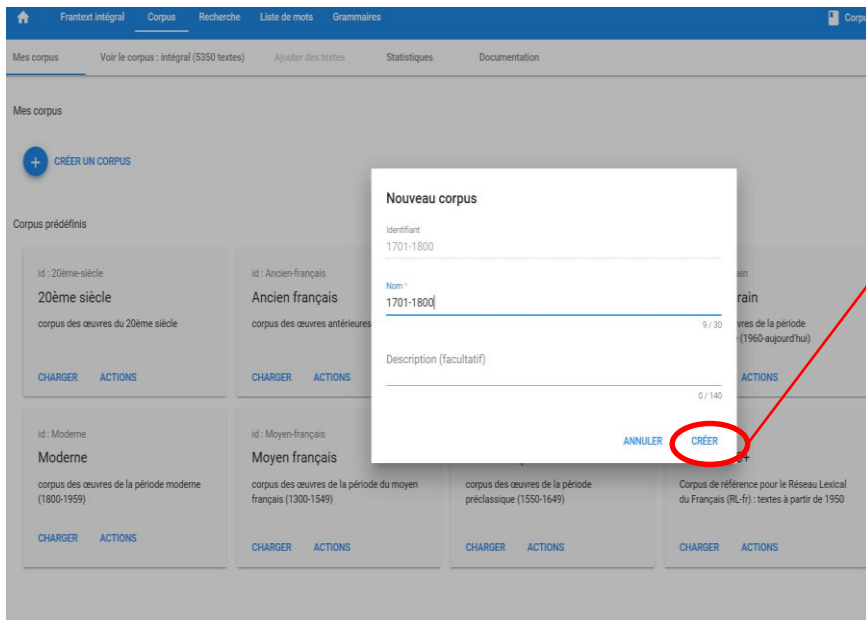 Frantext intégral Corpus Recherche Liste de mots Grammaires Corpu
Mes corpus Voir le corpus : intégral (5350 textes) Ajouter des textes Statistiques Documentation
Mes corpus
+ CRÉER UN CORPUS
Corpus prédéfinis
id : 20ème-siècle
20ème siècle
corpus des œuvres du 20ème siècle
CHARGER ACTIONS
id : Ancien-français
Ancien français
corpus des œuvres antérieures
CHARGER ACTIONS
Nouveau corpus
Identifiant
1701-1800
Nom *
1701-1800
9 / 30
Description (facultatif)
0 / 140
ANNULER CRÉER
ain
rain
vres de la période
(1960-aujourd'hui)
ACTIONS
id : Moderne
Moderne
corpus des œuvres de la période moderne
(1800-1959)
CHARGER ACTIONS
id : Moyen-français
Moyen français
corpus des œuvres de la période du moyen
français (1300-1549)
CHARGER ACTIONS
corpus des œuvres de la période
préclassique (1550-1649)
CHARGER ACTIONS
Corpus de référence pour le Réseau Lexical
du Français (RL-fr) : textes à partir de 1950
CHARGER ACTIONS